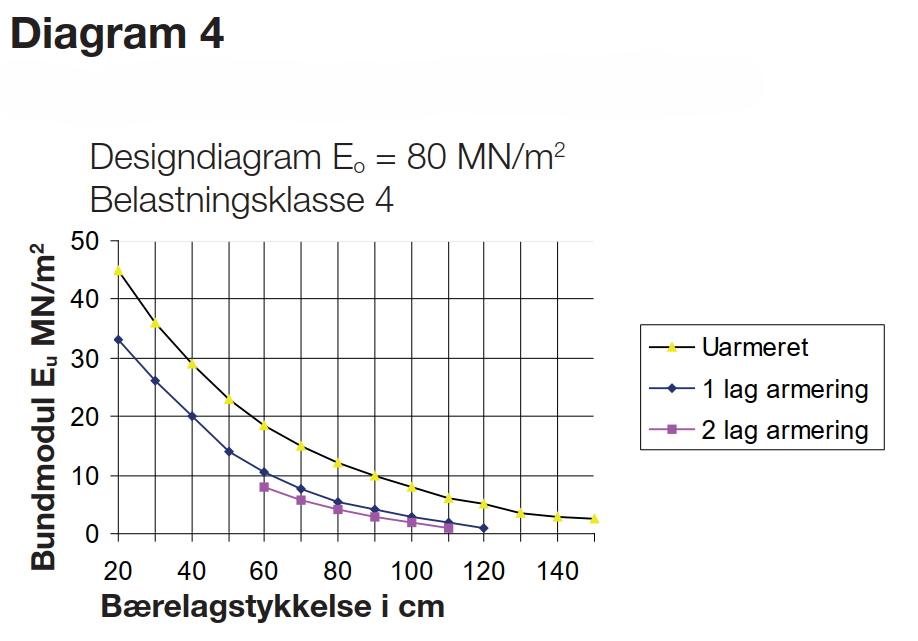 Diagram 4
Designdiagram Eo = 80 MN/m²
Belastningsklasse 4
Bundmodul Eu MN/m²
50
40
30
20
10
0
20 40 60 80 100 120 140
Bærelagstykkelse i cm
Uarmeret
1 lag armering
2 lag armering